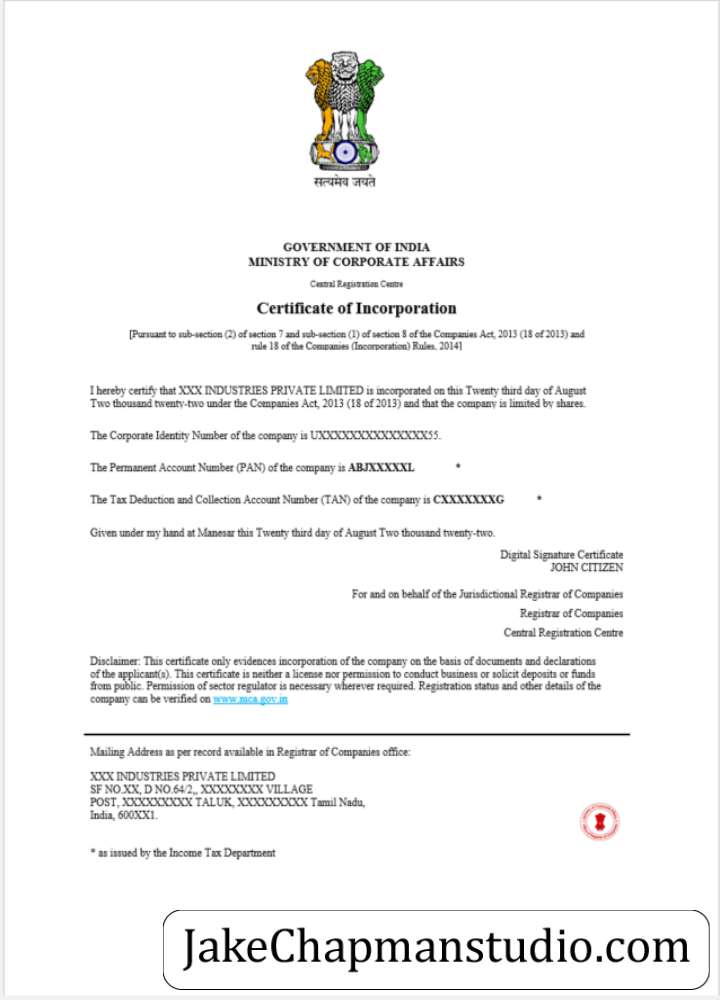 सत्यमेव जयते
GOVERNMENT OF INDIA
MINISTRY OF CORPORATE AFFAIRS
Central Registration Centre
Certificate of Incorporation
[Pursuant to sub-section (2) of section 7 and sub-section (1) of section 8 of the Companies Act, 2013 (18 of 2013) and
rule 18 of the Companies (Incorporation) Rules, 2014]
I hereby certify that XXX INDUSTRIES PRIVATE LIMITED is incorporated on this Twenty third day of August
Two thousand twenty-two under the Companies Act, 2013 (18 of 2013) and that the company is limited by shares.
The Corporate Identity Number of the company is UXXXXXXXXXXXXXX55.
The Permanent Account Number (PAN) of the company is ABJXXXXXL *
The Tax Deduction and Collection Account Number (TAN) of the company is CXXXXXXXG *
Given under my hand at Manesar this Twenty third day of August Two thousand twenty-two.
Digital Signature Certificate
JOHN CITIZEN
For and on behalf of the Jurisdictional Registrar of Companies
Registrar of Companies
Central Registration Centre
Disclaimer: This certificate only evidences incorporation of the company on the basis of documents and declarations
of the applicant(s). This certificate is neither a license nor permission to conduct business or solicit deposits or funds
from public. Permission of sector regulator is necessary wherever required. Registration status and other details of the
company can be verified on www.mca.gov.in
Mailing Address as per record available in Registrar of Companies office:
XXX INDUSTRIES PRIVATE LIMITED
SF NO.XX, D NO.64/2,, XXXXXXXX VILLAGE
POST, XXXXXXXXX TALUK, XXXXXXXXX Tamil Nadu,
India, 600XX1.
* as issued by the Income Tax Department
JakeChapmanstudio.com